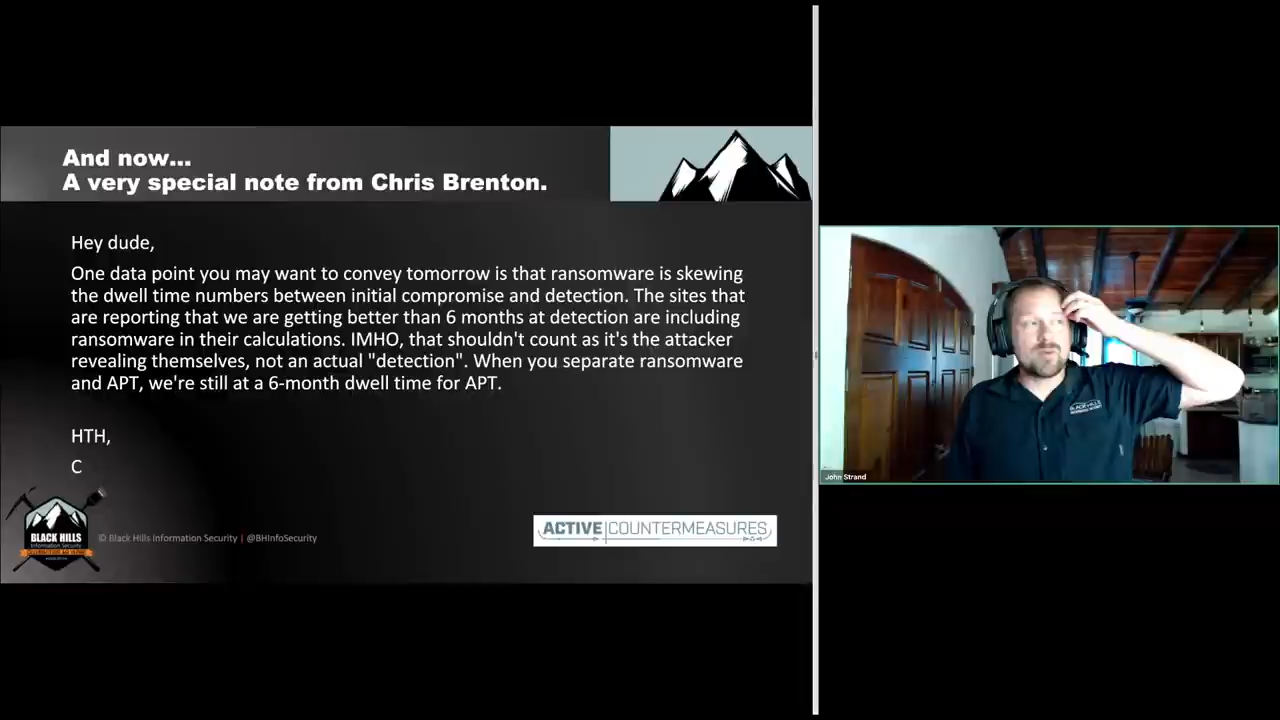 And now...
A very special note from Chris Brenton.
Hey dude,
One data point you may want to convey tomorrow is that ransomware is skewing
the dwell time numbers between initial compromise and detection. The sites that
are reporting that we are getting better than 6 months at detection are including
ransomware in their calculations. IMHO, that shouldn't count as it's the attacker
revealing themselves, not an actual "detection". When you separate ransomware
and APT, we're still at a 6-month dwell time for APT.
HTH,
C
BLACK HILLS
Information Security
© Black Hills Information Security | @BHInfoSecurity
ACTIVE COUNTERMEASURES
BLACK HILLS
John Strand